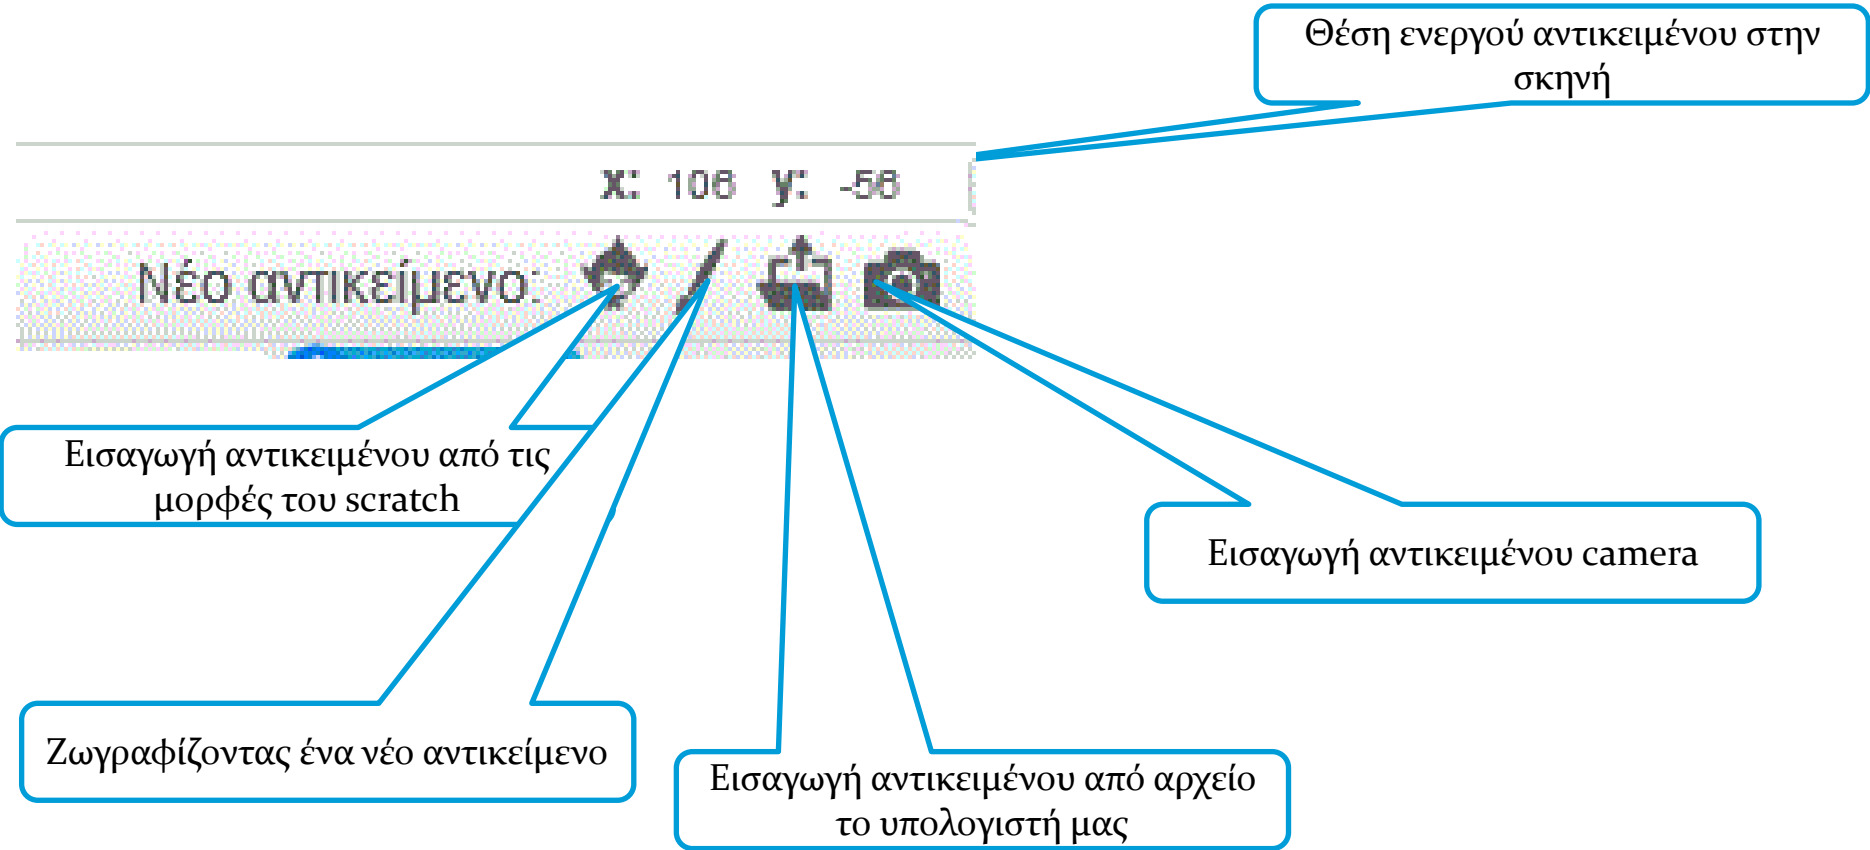 Θέση ενεργού αντικειμένου στην
σκηνή
x: 106 y: -56
Νέο αντικείμενο:
Εισαγωγή αντικειμένου από τις
μορφές του scratch
Εισαγωγή αντικειμένου camera
Ζωγραφίζοντας ένα νέο αντικείμενο
Εισαγωγή αντικειμένου από αρχείο
το υπολογιστή μας